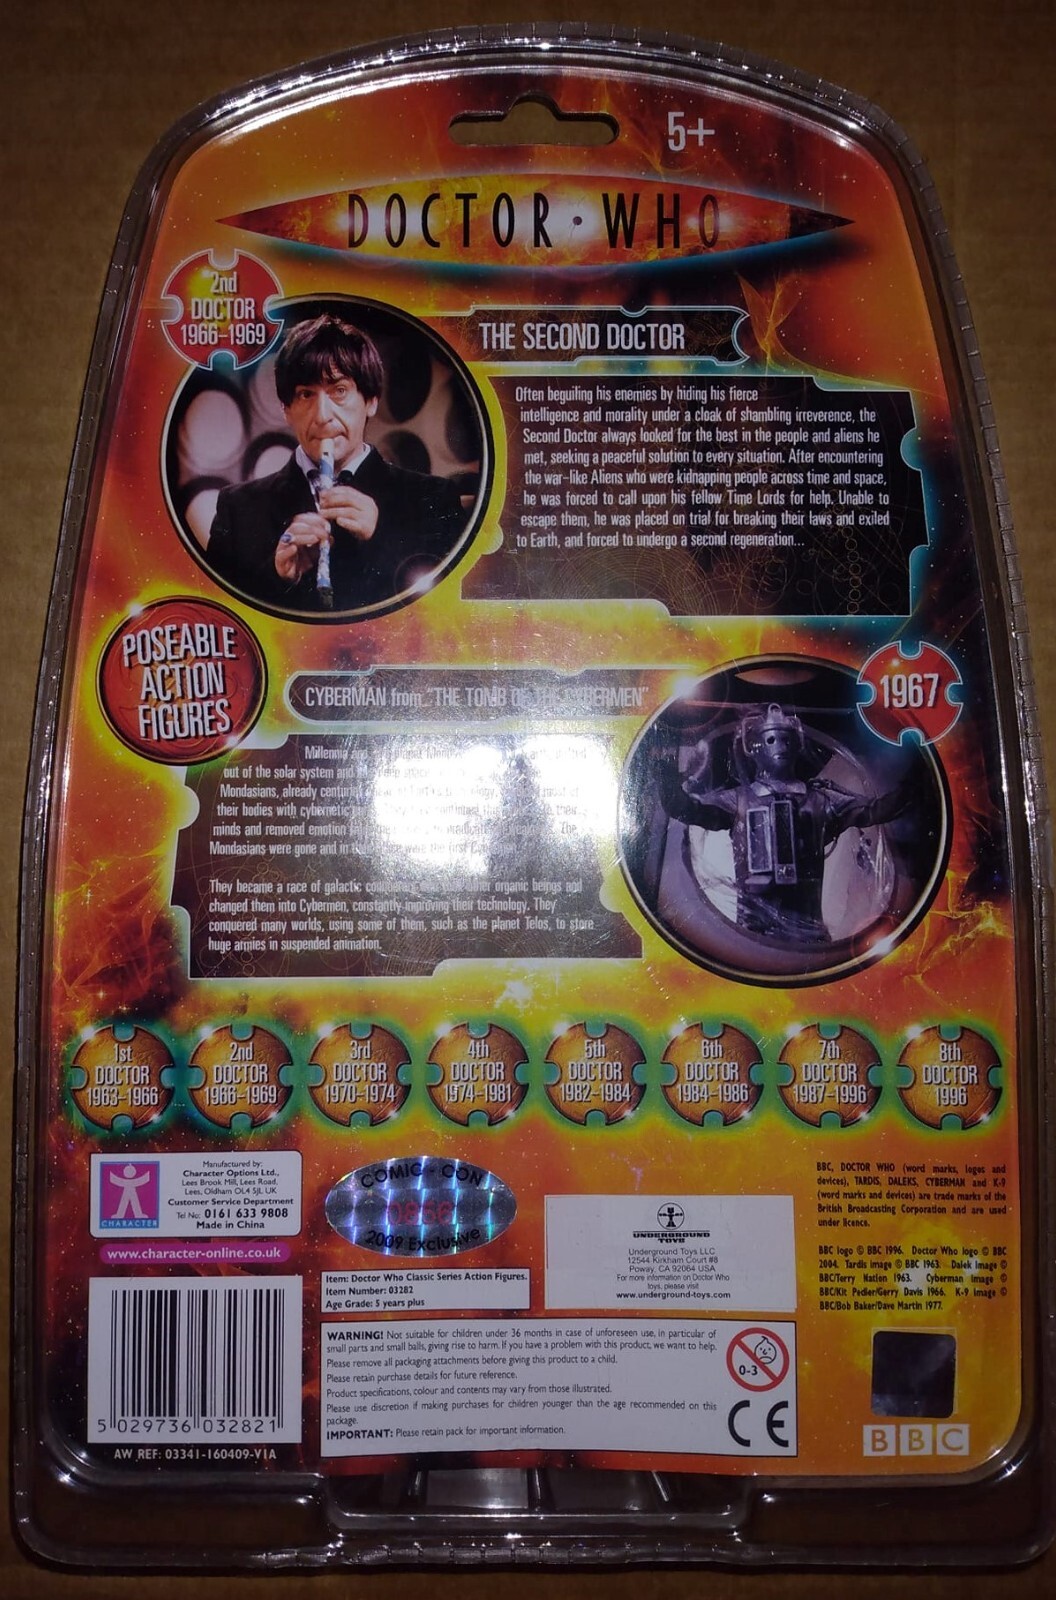 5+
DOCTOR·WHO
2nd
DOCTOR
1966-1969
THE SECOND DOCTOR
Often beguiling his enemies by hiding his fierce
intelligence and morality under a cloak of shambling irreverence, the
Second Doctor always looked for the best in the people and aliens he
met, seeking a peaceful solution to every situation. After encountering
the war-like Aliens who were kidnapping people across time and space,
he was forced to call upon his fellow Time Lords for help. Unable to
escape them, he was placed on trial for breaking their laws and exiled
to Earth, and forced to undergo a second regeneration...
POSEABLE
ACTION
FIGURES
CYBERMAN from "THE TOMB OF THE CYBERMEN"
1967
Millennia
out of the solar system and
Mondasians, already centuries most of
their bodies with cybernetic their
minds and removed emotion The
Mondasians were gone and in the first
They became a race of galactic other organic beings and
changed them into Cybermen, constantly improving their technology. They
conquered many worlds, using some of them, such as the planet Telos, to store
huge armies in suspended animation.
1st
DOCTOR
1963-1966
2nd
DOCTOR
1966-1969
3rd
DOCTOR
1970-1974
4th
DOCTOR
1974-1981
5th
DOCTOR
1982-1984
6th
DOCTOR
1984-1986
7th
DOCTOR
1987-1996
8th
DOCTOR
1996
CHARACTER
Manufactured by:
Character Options Ltd.,
Lees Brook Mill, Lees Road,
Lees, Oldham OL4 5JL UK
Customer Service Department
Tel No: 0161 633 9808
Made in China
www.character-online.co.uk
5 029736 032821
AW REF: 03341-160409-V1A
COMIC-CON
2009 Exclusive
Item: Doctor Who Classic Series Action Figures.
Item Number: 03282
Age Grade: 5 years plus
UNDERGROUND
TOYS
Underground Toys LLC
12544 Kirkham Court #8
Poway, CA 92064 USA
For more information on Doctor Who
toys, please visit
www.underground-toys.com
WARNING! Not suitable for children under 36 months in case of unforeseen use, in particular of
small parts and small balls, giving rise to harm. If you have a problem with this product, we want to help.
Please remove all packaging attachments before giving this product to a child.
Please retain purchase details for future reference.
Product specifications, colour and contents may vary from those illustrated.
Please use discretion if making purchases for children younger than the age recommended on this
package.
IMPORTANT: Please retain pack for important information.
0-3
CE
BBC, DOCTOR WHO (word marks, logos and
devices), TARDIS, DALEKS, CYBERMAN and K-9
(word marks and devices) are trade marks of the
British Broadcasting Corporation and are used
under licence.
BBC logo © BBC 1996. Doctor Who logo © BBC
2004. Tardis image © BBC 1963. Dalek image ©
BBC/Terry Nation 1963. Cyberman image ©
BBC/Kit Pedler/Gerry Davis 1966. K-9 image ©
BBC/Bob Baker/Dave Martin 1977.
BBC